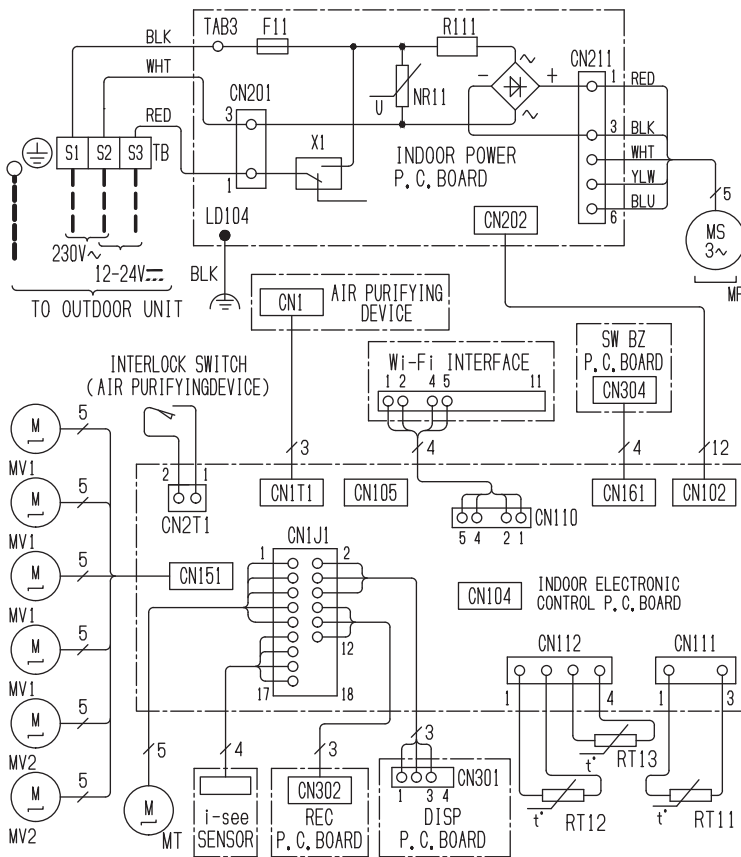 TAB3
F11
R111
BLK
WHT
RED
CN201
3
1
NR11
U
X1
-
+
~
~
CN211
1
3
6
RED
BLK
WHT
YLW
BLU
INDOOR POWER
P.C.BOARD
S1
S2
S3
TB
LD104
CN202
5
MS
3~
230V~
12-24V
BLK
TO OUTDOOR UNIT
CN1
AIR PURIFYING
DEVICE
SW BZ
P.C.BOARD
CN304
Wi-Fi INTERFACE
1 2 4 5 11
INTERLOCK SWITCH
(AIR PURIFYINGDEVICE)
3
4
4
12
M
5
MV1
M
5
MV1
M
5
MV1
M
5
MV1
M
5
MV2
M
5
MV2
2 1
CN2T1
CN1T1
CN105
CN110
5 4 2 1
CN161
CN102
CN151
CN1J1
1
2
12
17
18
CN104
INDOOR ELECTRONIC
CONTROL P.C.BOARD
CN112
1
4
CN111
1
3
t°
RT13
t°
RT12
t°
RT11
5
4
3
3
M
MT
i-see
SENSOR
CN302
REC
P.C.BOARD
CN301
1 3 4
DISP
P.C.BOARD